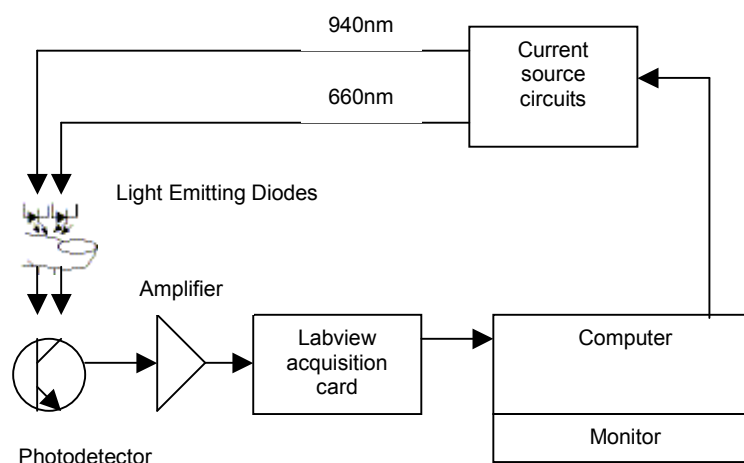 940nm
Current
source
circuits
660nm
Light Emitting Diodes
Amplifier
Labview
acquisition
card
Computer
Monitor
Photodetector